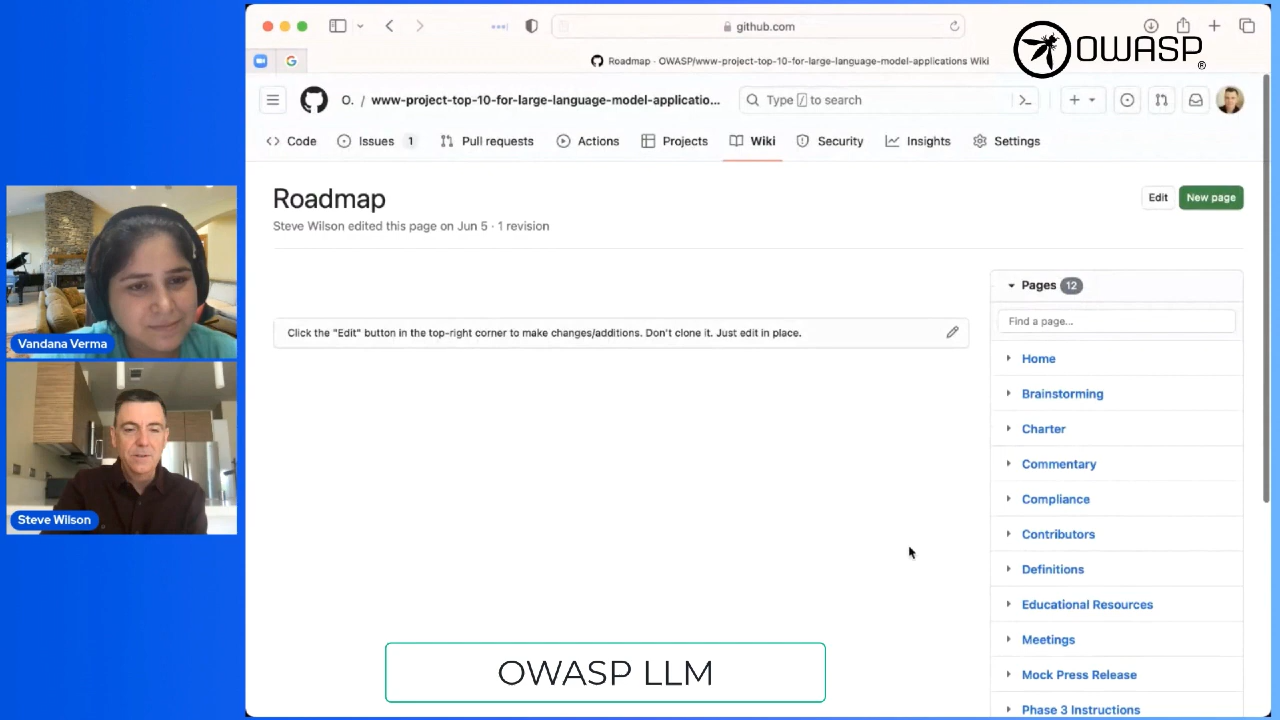 github.com
OWASP
®
Roadmap · OWASP/www-project-top-10-for-large-language-model-applications Wiki
O. / www-project-top-10-for-large-language-model-applicatio...
Type / to search
Code
Issues 1
Pull requests
Actions
Projects
Wiki
Security
Insights
Settings
Roadmap
Edit
New page
Steve Wilson edited this page on Jun 5 · 1 revision
Click the "Edit" button in the top-right corner to make changes/additions. Don't clone it. Just edit in place.
Pages 12
Find a page...
Home
Brainstorming
Charter
Commentary
Compliance
Contributors
Definitions
Educational Resources
Meetings
Mock Press Release
Phase 3 Instructions
Vandana Verma
Steve Wilson
OWASP LLM